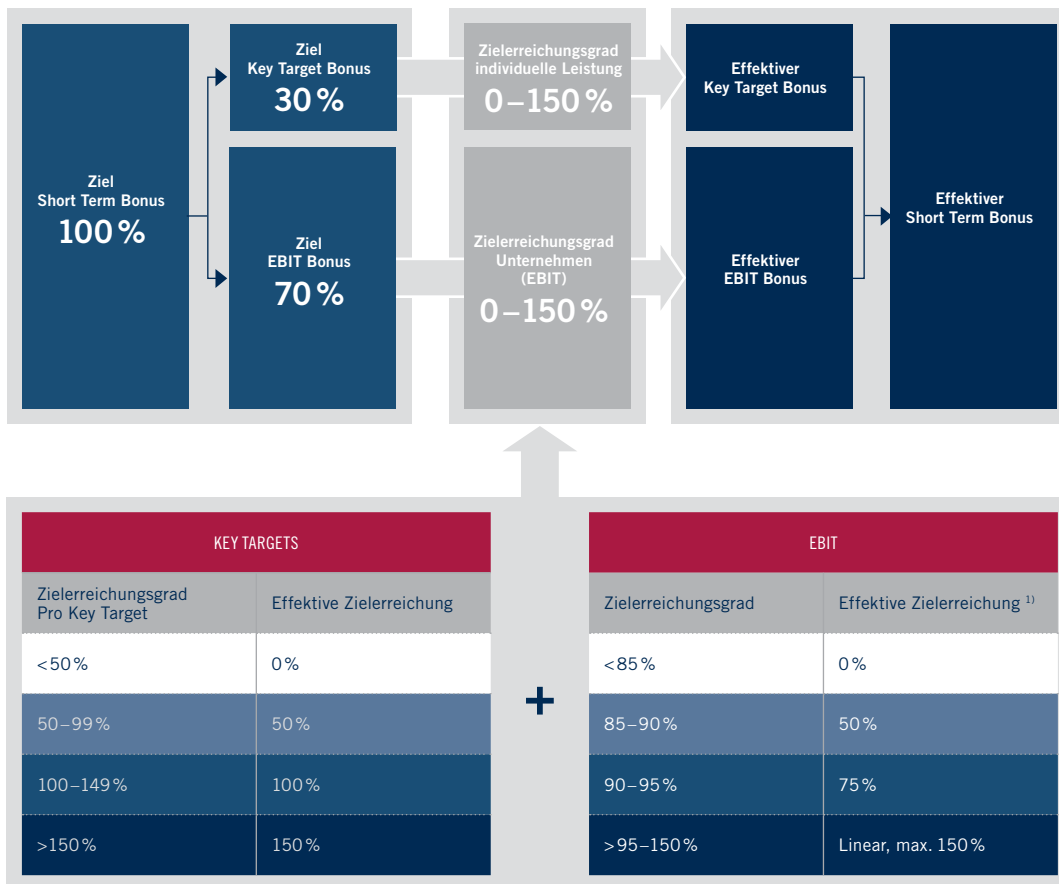 Ziel
Short Term Bonus
100 %
Ziel
Key Target Bonus
30 %
Ziel
EBIT Bonus
70 %
Zielerreichungsgrad
individuelle Leistung
0 – 150 %
Zielerreichungsgrad
Unternehmen
(EBIT)
0 – 150 %
Effektiver
Key Target Bonus
Effektiver
EBIT Bonus
Effektiver
Short Term Bonus
KEY TARGETS
Zielerreichungsgrad
Pro Key Target
Effektive Zielerreichung
<50 %
0 %
50–99 %
50 %
100–149 %
100 %
>150 %
150 %
+
EBIT
Zielerreichungsgrad
Effektive Zielerreichung 1)
<85 %
0 %
85–90 %
50 %
90–95 %
75 %
>95–150 %
Linear, max. 150 %